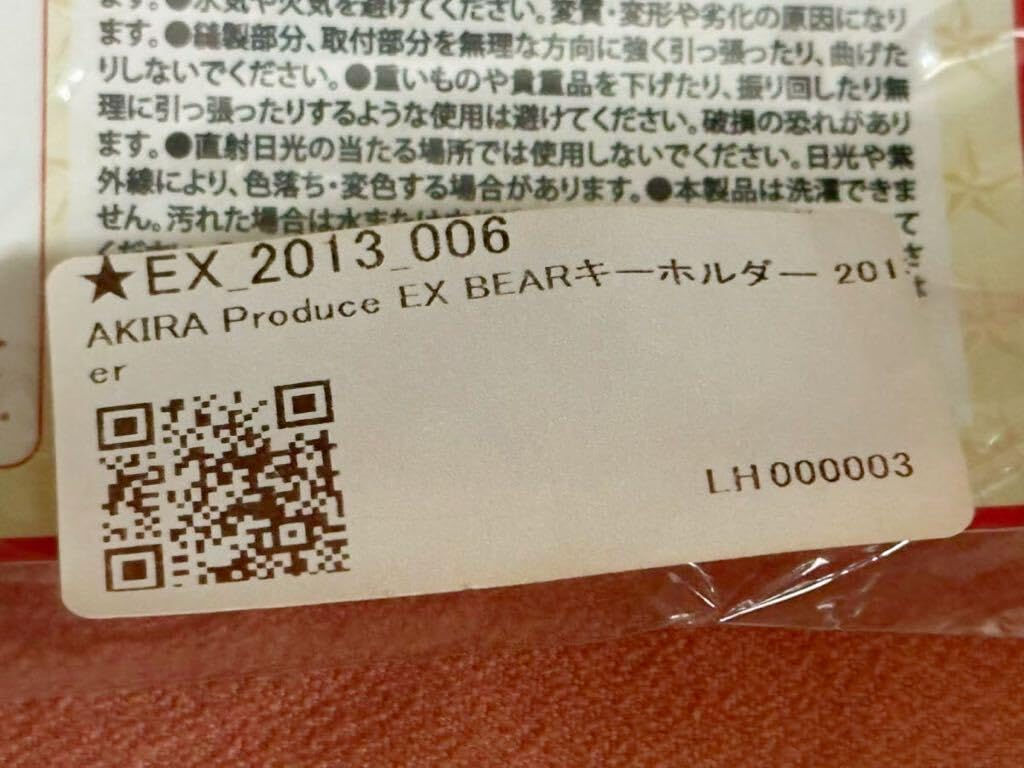 ます。●水気や火気を避けてください。変質・変形や劣化の原因になり
ます。●縫製部分、取付部分を無理な方向に強く引っ張ったり、曲げた
りしないでください。●重いものや貴重品を下げたり、振り回したり無
理に引っ張ったりするような使用は避けてください。破損の恐れがあり
ます。●直射日光の当たる場所では使用しないでください。日光や紫
外線により、色落ち・変色する場合があります。●本製品は洗濯できま
せん。汚れた場合は水または
て
★EX_2013_006
AKIRA Produce EX BEARキーホルダー 201
er
LH000003